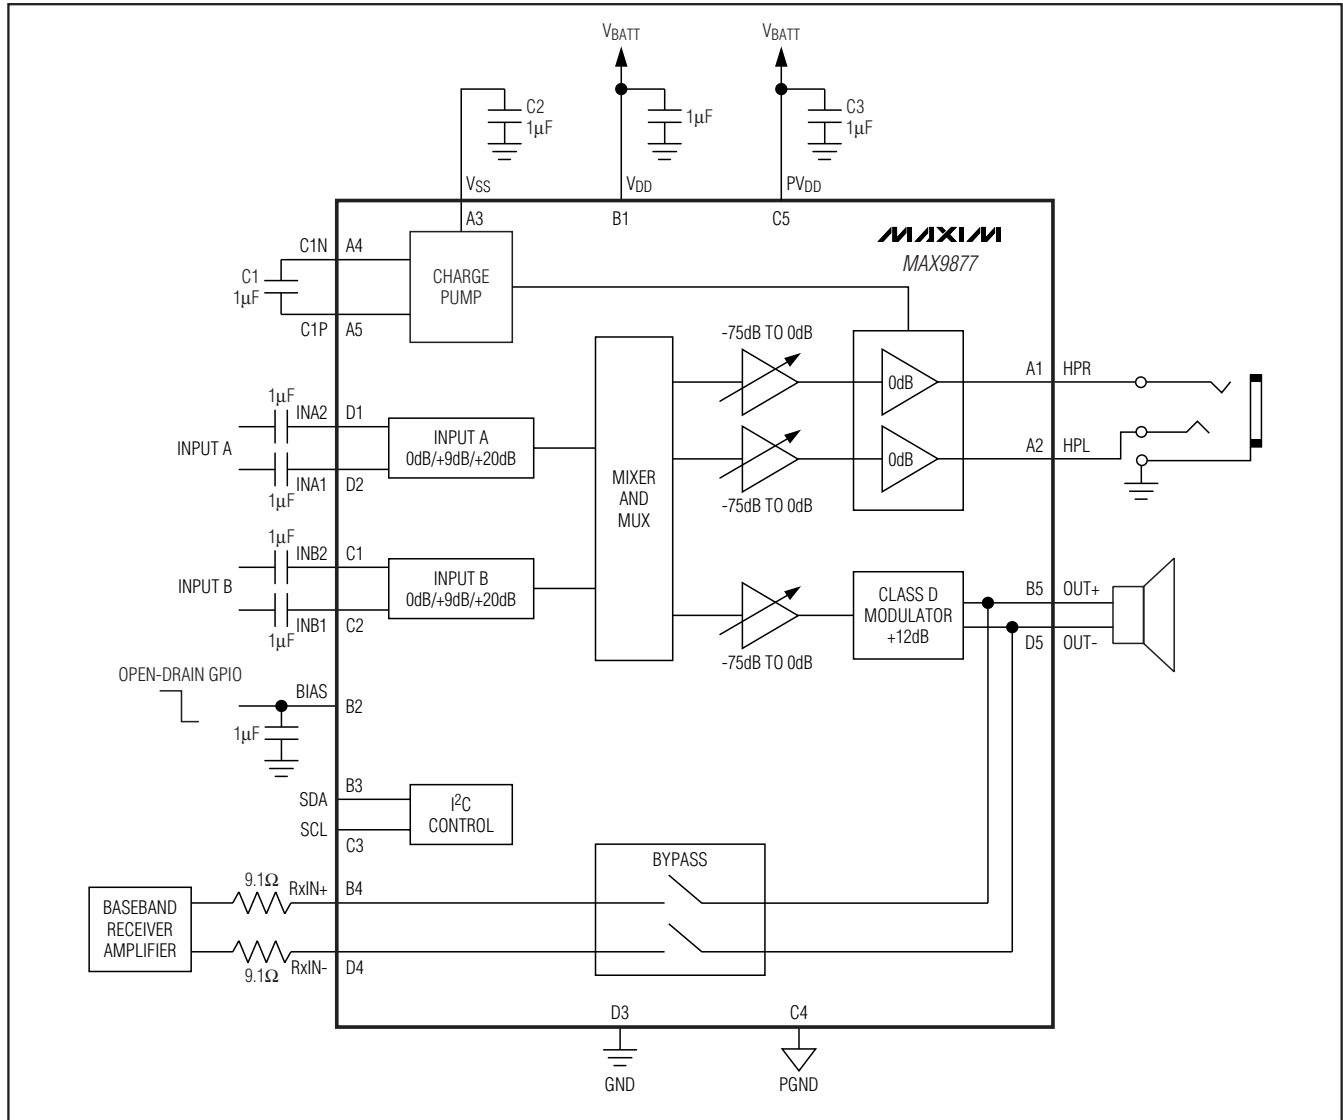 VBATT
VBATT
C2
1µF
1µF
C3
1µF
VSS
VDD
PVDD
A3
B1
C5
MAXIM
MAX9877
C1N
A4
C1
1µF
CHARGE
PUMP
C1P
A5
-75dB TO 0dB
0dB
A1
HPR
1µF
INA2
D1
INPUT A
INPUT A
0dB/+9dB/+20dB
INA1
D2
1µF
MIXER
AND
MUX
0dB
A2
HPL
-75dB TO 0dB
1µF
INB2
C1
INPUT B
INPUT B
0dB/+9dB/+20dB
INB1
C2
1µF
CLASS D
MODULATOR
+12dB
B5
OUT+
D5
OUT-
-75dB TO 0dB
OPEN-DRAIN GPIO
BIAS
B2
1µF
B3
SDA
SCL
C3
I2C
CONTROL
BYPASS
9.1Ω
RxIN+
B4
BASEBAND
RECEIVER
AMPLIFIER
9.1Ω
RxIN-
D4
D3
C4
GND
PGND